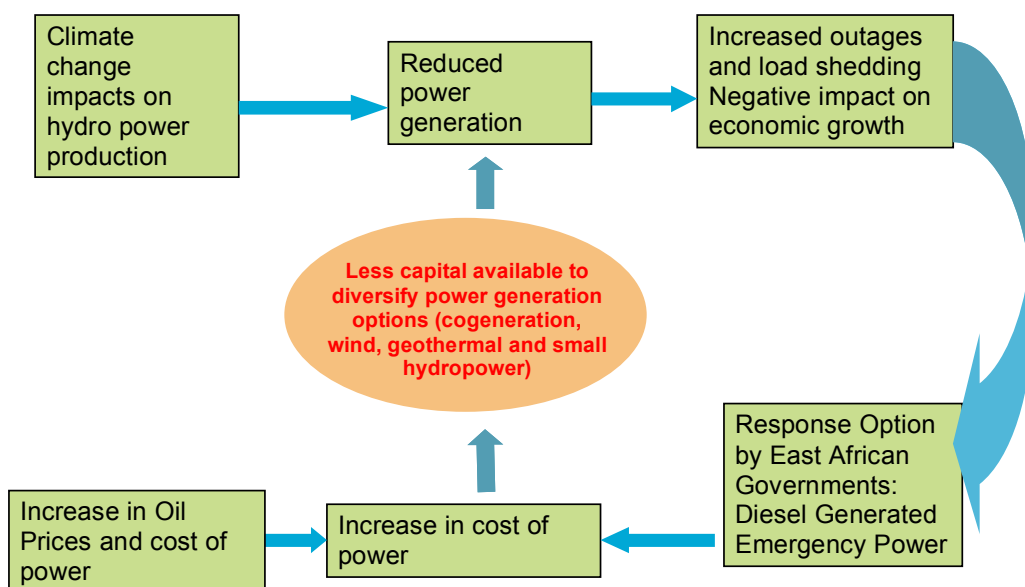 Climate
change
impacts on
hydro power
production
Reduced
power
generation
Increased outages
and load shedding
Negative impact on
economic growth
Less capital available to
diversify power generation
options (cogeneration,
wind, geothermal and small
hydropower)
Response Option
by East African
Governments:
Diesel Generated
Emergency Power
Increase in cost of
power
Increase in Oil
Prices and cost of
power